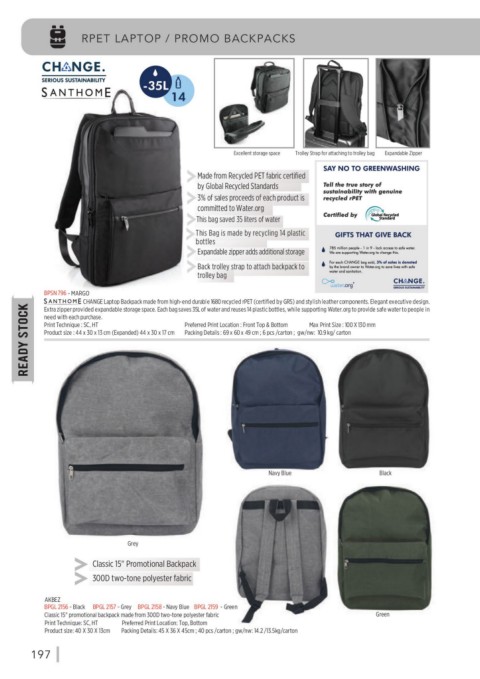 RPET LAPTOP / PROMO BACKPACKS
CHANGE.
SERIOUS SUSTAINABILITY
SANTHOME
-35L
14
Excellent storage space
Trolley Strap for attaching to trolley bag
Expandable Zipper
Made from Recycled PET fabric certified
by Global Recycled Standards
3% of sales proceeds of each product is
committed to Water.org
This bag saved 35 liters of water
This Bag is made by recycling 14 plastic
bottles
Expandable zipper adds additional storage
Back trolley strap to attach backpack to
trolley bag
SAY NO TO GREENWASHING
Tell the true story of
sustainability with genuine
recycled rPET
Certified by
Global Recycled
Standard
GIFTS THAT GIVE BACK
785 million people - 1 in 9 - lack access to safe water.
We are supporting Water.org to change this.
For each CHANGE bag sold, 3% of sales is donated
by the brand owner to Water.org to save lives with safe
water and sanitation.
water.org
CHANGE.
SERIOUS SUSTAINABILITY
BPSN 796 - MARGO
SANTHOME CHANGE Laptop Backpack made from high-end durable 1680 recycled rPET (certified by GRS) and stylish leather components. Elegant executive design.
Extra zipper provided expandable storage space. Each bag saves 35L of water and reuses 14 plastic bottles, while supporting Water.org to provide safe water to people in
need with each purchase.
Print Technique : SC, HT Preferred Print Location : Front Top & Bottom Max Print Size : 100 X 130 mm
Product size : 44 x 30 x 13 cm (Expanded) 44 x 30 x 17 cm Packing Details : 69 x 60 x 49 cm ; 6 pcs./carton ; gw/nw: 10.9 kg/ carton
READY STOCK
Navy Blue
Black
Grey
Classic 15" Promotional Backpack
300D two-tone polyester fabric
Green
AKBEZ
BPGL 2156 - Black BPGL 2157 - Grey BPGL 2158 - Navy Blue BPGL 2159 - Green
Classic 15" promotional backpack made from 300D two-tone polyester fabric
Print Technique: SC, HT Preferred Print Location: Top, Bottom
Product size: 40 X 30 X 13cm Packing Details: 45 X 36 X 45cm ; 40 pcs./carton ; gw/nw: 14.2 /13.5kg/carton
197